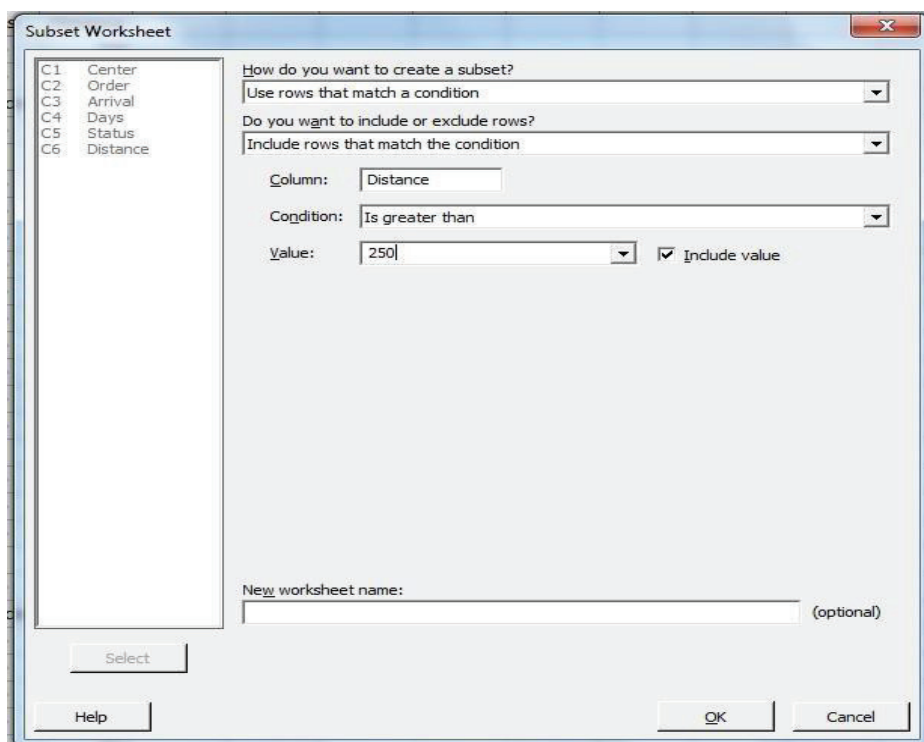 Subset Worksheet
C1 Center
C2 Order
C3 Arrival
C4 Days
C5 Status
C6 Distance
How do you want to create a subset?
Use rows that match a condition
Do you want to include or exclude rows?
Include rows that match the condition
Column: Distance
Condition: Is greater than
Value: 250
Include value
New worksheet name:
(optional)
Select
Help
OK
Cancel